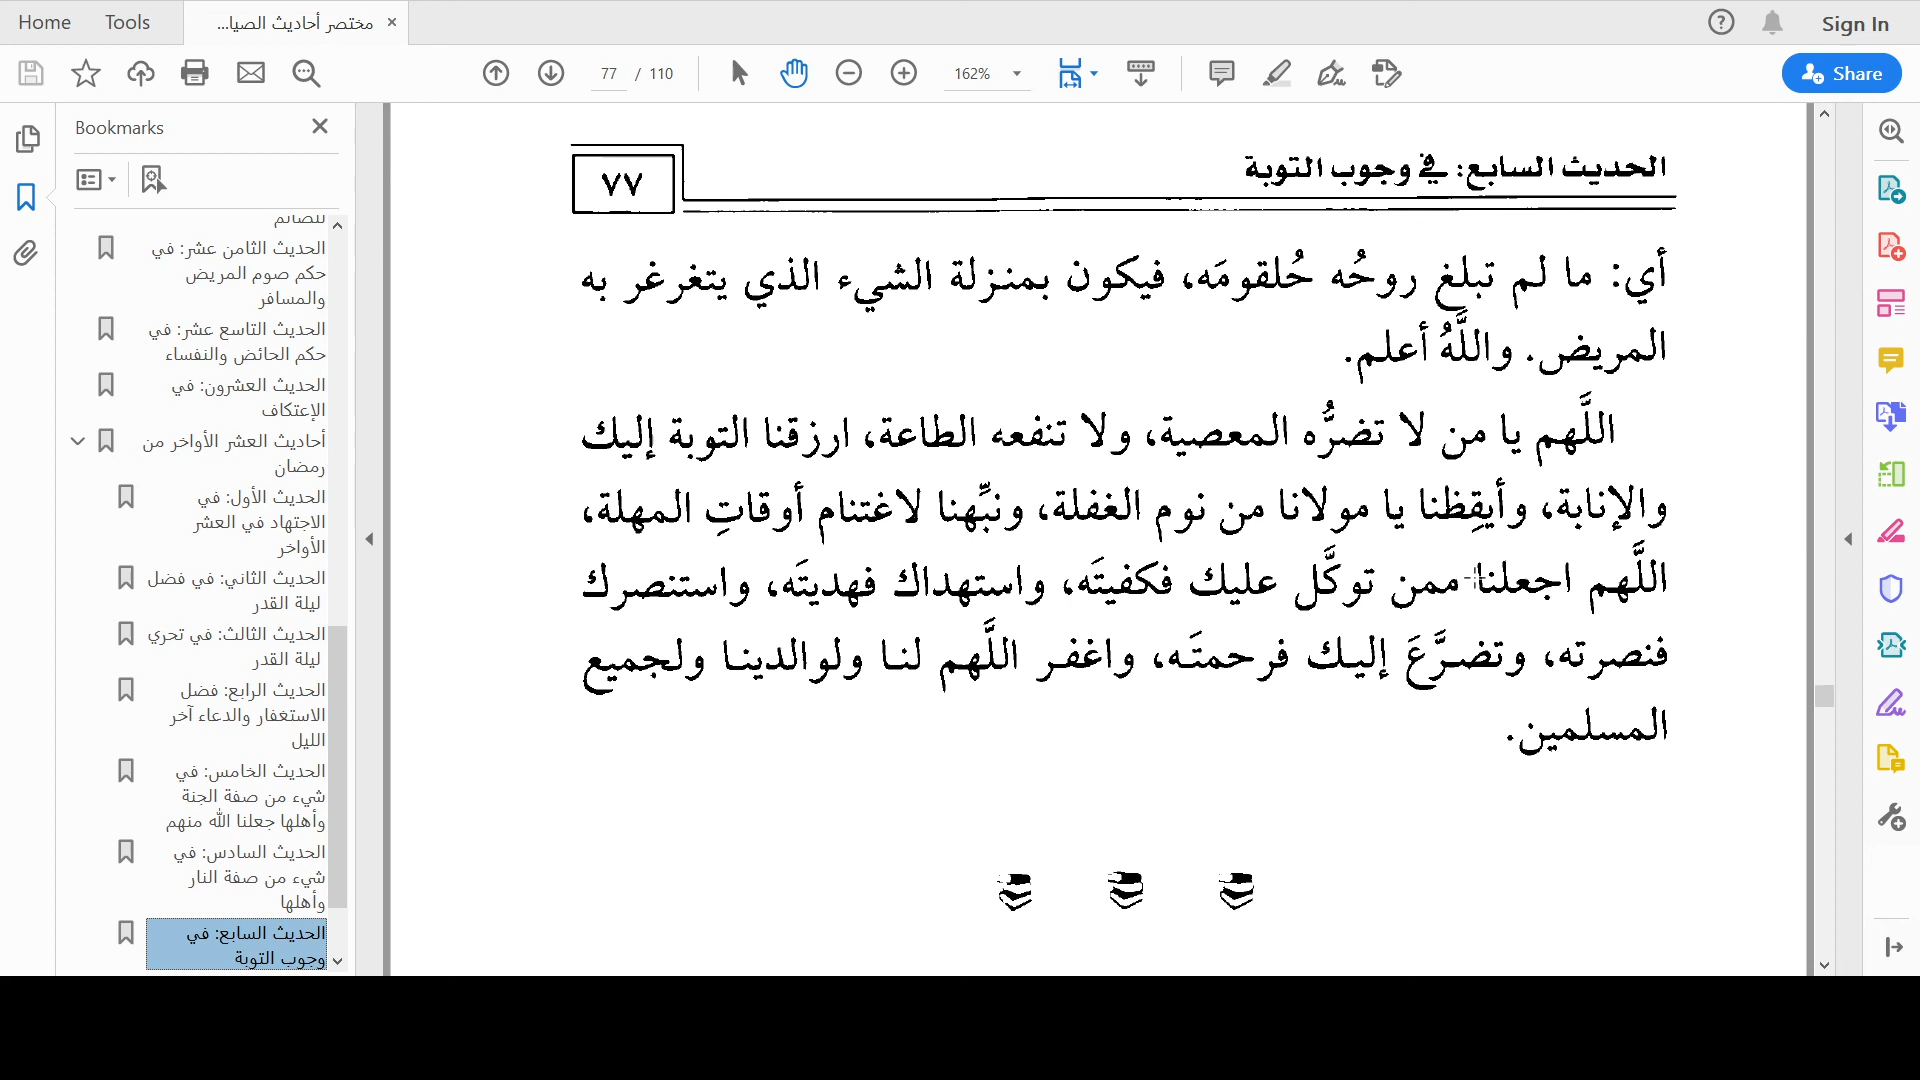 Home
Tools
مختصر أحاديث الصيا...
Sign In
77 / 110
162%
Share
Bookmarks
للصائم
الحديث الثامن عشر: في
حكم صوم المريض
والمسافر
الحديث التاسع عشر: في
حكم الحائض والنفساء
الحديث العشرون: في
الإعتكاف
أحاديث العشر الأواخر من
رمضان
الحديث الأول: في
الاجتهاد في العشر
الأواخر
الحديث الثاني: في فضل
ليلة القدر
الحديث الثالث: في تحري
ليلة القدر
الحديث الرابع: فضل
الاستغفار والدعاء آخر
الليل
الحديث الخامس: في
شيء من صفة الجنة
وأهلها جعلنا الله منهم
الحديث السادس: في
شيء من صفة النار
وأهلها
الحديث السابع: في
وجوب التوبة
الحديث السابع: في وجوب التوبة
٧٧
أي: ما لم تبلغ روحُه حُلقومَه، فيكون بمنزلة الشيء الذي يتغرغر به
المريض. واللَّهُ أعلم.
اللَّهم يا من لا تضرُّه المعصية، ولا تنفعه الطاعة، ارزقنا التوبة إليك
والإنابة، وأيقِظنا يا مولانا من نوم الغفلة، ونبِّهنا لاغتنام أوقاتِ المهلة،
اللَّهم اجعلنا ممن توكَّل عليك فكفيتَه، واستهداك فهديتَه، واستنصرك
فنصرته، وتضرَّعَ إليك فرحمتَه، واغفر اللَّهم لنا ولوالدينا ولجميع
المسلمين.